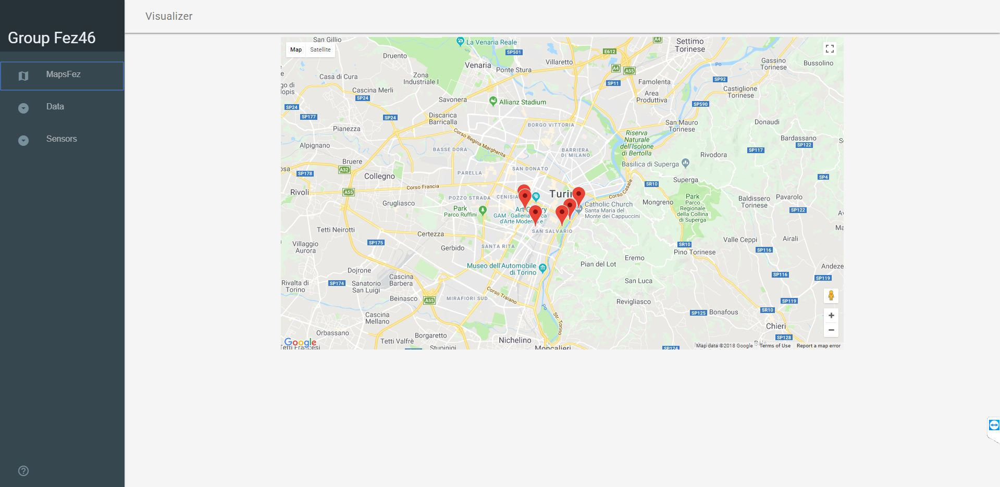 Group Fez46
MapsFez
Data
Sensors
Visualizer
Map
Satellite
San Gillio
La Venaria Reale
SP501
A4
Settimo
Torinese
E612
Druento
Villaretto
Gassino
Torinese
Bussolino
Po
Venaria
Ponte Stura
A4
A55
Zona
Industriale I
Casa di Cura
SP11
Famolenta
SP92
Cascina Merli
SP24
Savonera
Area
Produttiva
Castiglione
Torinese
Allianz Stadium
SP24
SP590
SP177
SP24
Discarica
Barricalla
BORGO VITTORIA
San Mauro
Torinese
Donaudi
Pianezza
Corso Regina Margherita
Riserva
Naturale
dell'Isolone
di Bertolla
Bardassano
SP122
Alpignano
BASSE DORA
BARRIERA
DI MILANO
SP117
Rivodora
Bruere
A32
SP178
Collegno
PARELLA
SAN DONATO
Basilica di Superga
SP4
Corso Francia
Superga
SR10
Corso Casale
Rivoli
A55
POZZO STRADA
CENISIA
Grugliasco
Mongreno
Park
Parco
Regionale
della Collina
di Superga
Baldissero
Torinese
Pavarolo
SP122
Park
Parco Ruffini
GAM - Galleria
d'Arte Moderna e...
Catholic Church
Santa Maria del
Monte dei Cappuccini
SAN SALVARIO
Tetti Neirotti
Certezza
SP175
Villaggio
Aurora
Gerbido
SANTA RITA
SR10
Pino Torinese
Valle Ceppi
Airali
SP116
Eremo
Pian del Lot
Museo dell'Automobile
di Torino
Dojrone
Cascina
Barbera
SP116
SP119
Rivalta di
Torino
SP174
Sanatorio
San Luigi
San Luca
Beinasco
A55
MIRAFIORI SUD
Corso Traiano
Po
Revigliasco
SP119
Str. Torino
SP125
Bonafous
SR10
Cascina
Mellano
Orbassano
Borgaretto
Chieri
SP128
Tetti Valfrè
Nichelino
Moncalieri
Stupinigi
SP124
Google
Map data ©2018 Google
Terms of Use
Report a map error